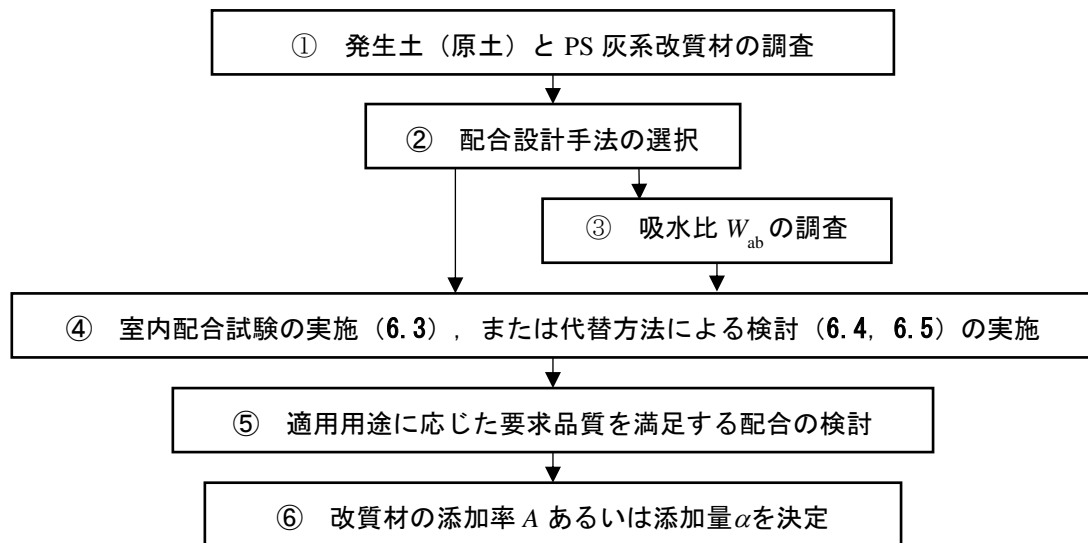 ① 発生土（原土）と PS 灰系改質材の調査
② 配合設計手法の選択
③ 吸水比 W_ab の調査
④ 室内配合試験の実施（6.3），または代替方法による検討（6.4，6.5）の実施
⑤ 適用用途に応じた要求品質を満足する配合の検討
⑥ 改質材の添加率 A あるいは添加量αを決定